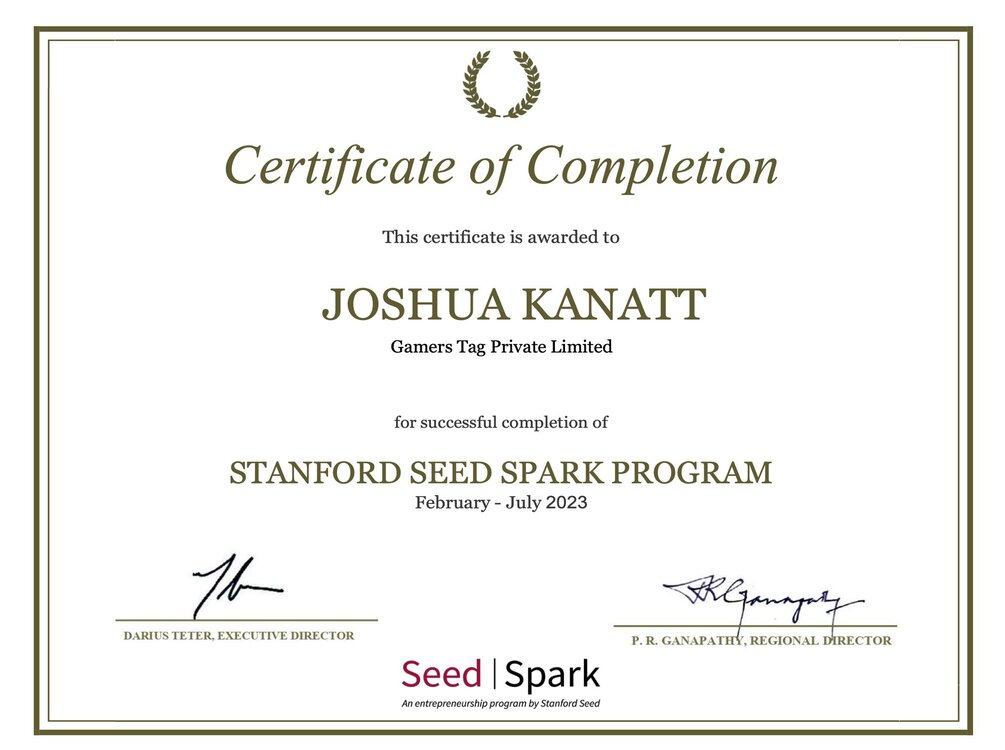 Certificate of Completion
This certificate is awarded to
JOSHUA KANATT
Gamers Tag Private Limited
for successful completion of
STANFORD SEED SPARK PROGRAM
February - July 2023
P R Ganapathy
DARIUS TETER, EXECUTIVE DIRECTOR
P. R. GANAPATHY, REGIONAL DIRECTOR
Seed | Spark
An entrepreneurship program by Stanford Seed